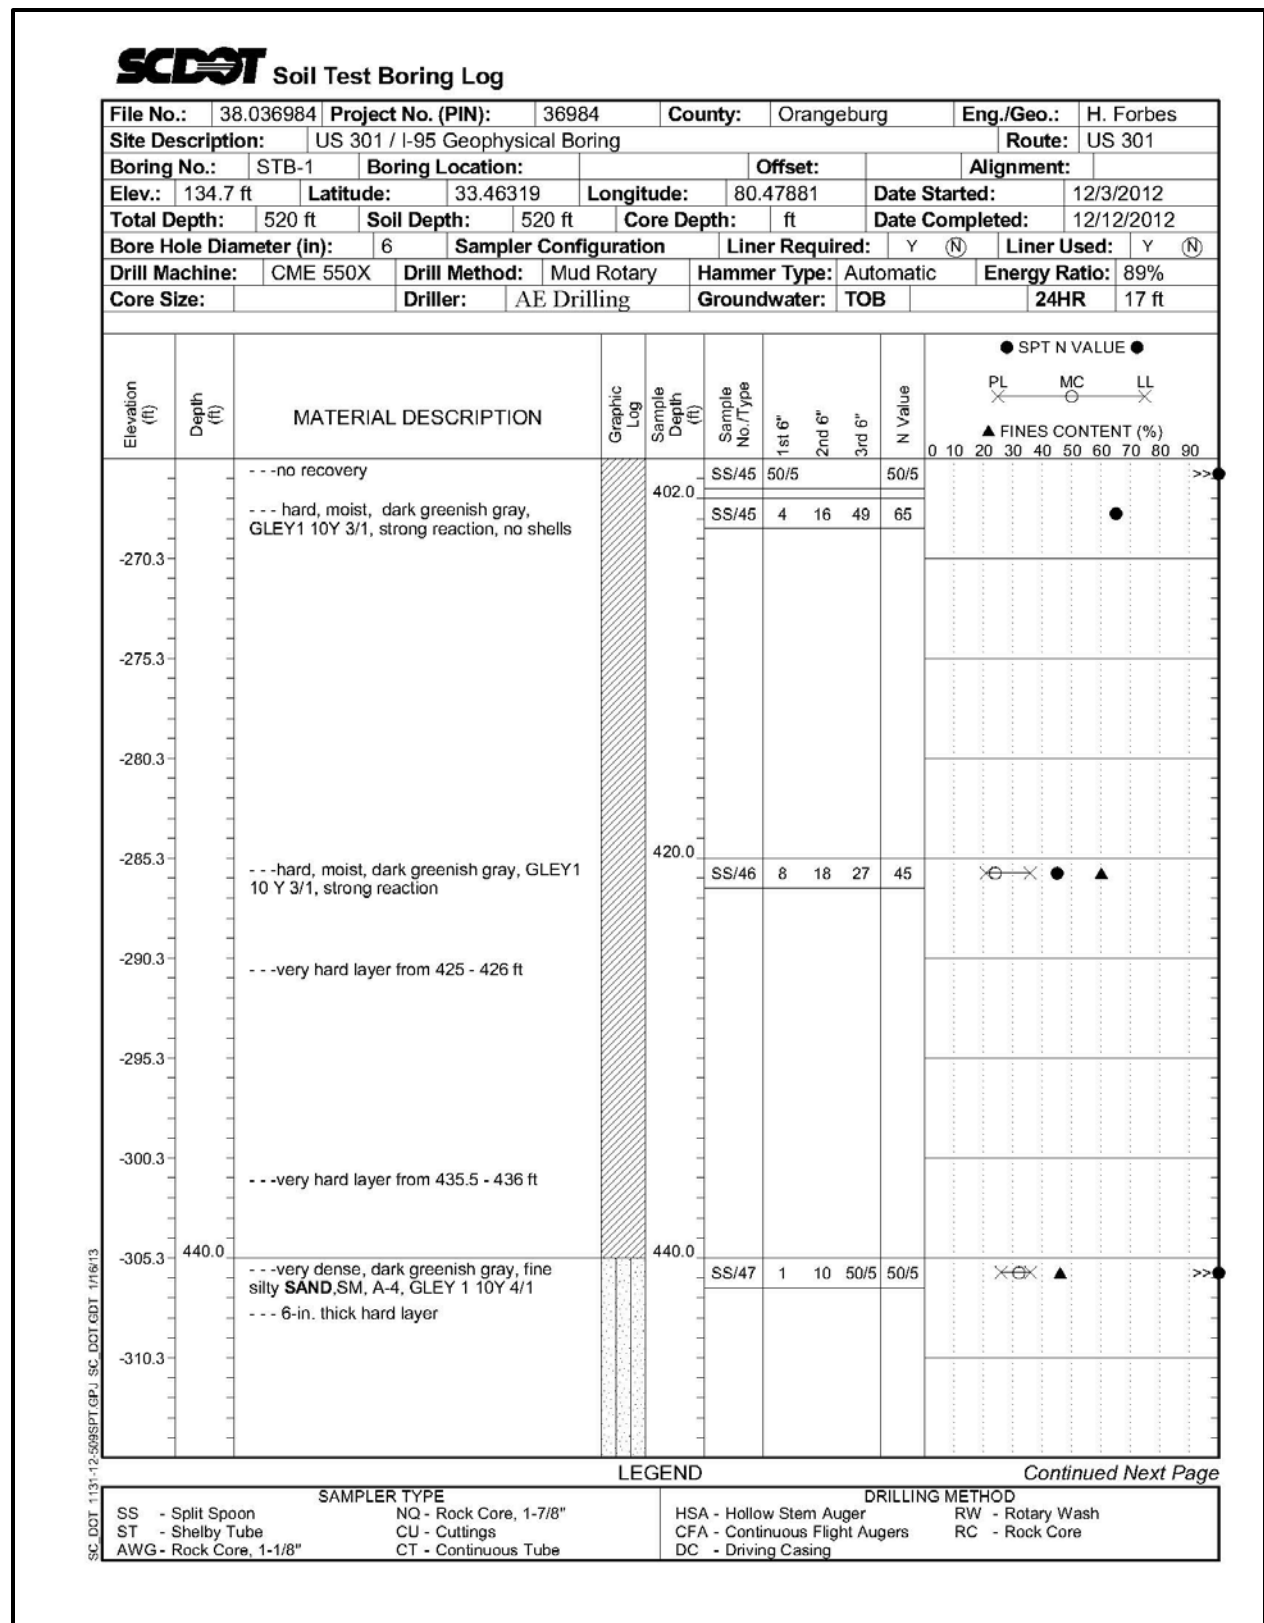 SCDOT Soil Test Boring Log
File No.: 38.036984 Project No. (PIN): 36984 County: Orangeburg Eng./Geo.: H. Forbes
Site Description: US 301 / I-95 Geophysical Boring Route: US 301
Boring No.: STB-1 Boring Location: Offset: Alignment:
Elev.: 134.7 ft Latitude: 33.46319 Longitude: 80.47881 Date Started: 12/3/2012
Total Depth: 520 ft Soil Depth: 520 ft Core Depth: ft Date Completed: 12/12/2012
Bore Hole Diameter (in): 6 Sampler Configuration Liner Required: Y N Liner Used: Y N
Drill Machine: CME 550X Drill Method: Mud Rotary Hammer Type: Automatic Energy Ratio: 89%
Core Size: Driller: AE Drilling Groundwater: TOB 24HR 17 ft
Elevation (ft) Depth (ft) MATERIAL DESCRIPTION Graphic Log Sample Depth (ft) Sample No./Type 1st 6" 2nd 6" 3rd 6" N Value
SPT N VALUE
PL MC LL
FINES CONTENT (%)
0 10 20 30 40 50 60 70 80 90
- - -no recovery SS/45 50/5 50/5 >>
402.0
- - - hard, moist, dark greenish gray, SS/45 4 16 49 65
GLEY1 10Y 3/1, strong reaction, no shells
-270.3
-275.3
-280.3
-285.3 420.0
- - -hard, moist, dark greenish gray, GLEY1 SS/46 8 18 27 45
10 Y 3/1, strong reaction
-290.3
- - -very hard layer from 425 - 426 ft
-295.3
-300.3
- - -very hard layer from 435.5 - 436 ft
-305.3 440.0 440.0
- - -very dense, dark greenish gray, fine SS/47 1 10 50/5 50/5 >>
silty SAND,SM, A-4, GLEY 1 10Y 4/1
- - - 6-in. thick hard layer
-310.3
SC_DOT 1131-12-509SPT.GPJ SC_DOT.GDT 1/16/13
LEGEND Continued Next Page
SAMPLER TYPE DRILLING METHOD
SS - Split Spoon NQ - Rock Core, 1-7/8" HSA - Hollow Stem Auger RW - Rotary Wash
ST - Shelby Tube CU - Cuttings CFA - Continuous Flight Augers RC - Rock Core
AWG - Rock Core, 1-1/8" CT - Continuous Tube DC - Driving Casing